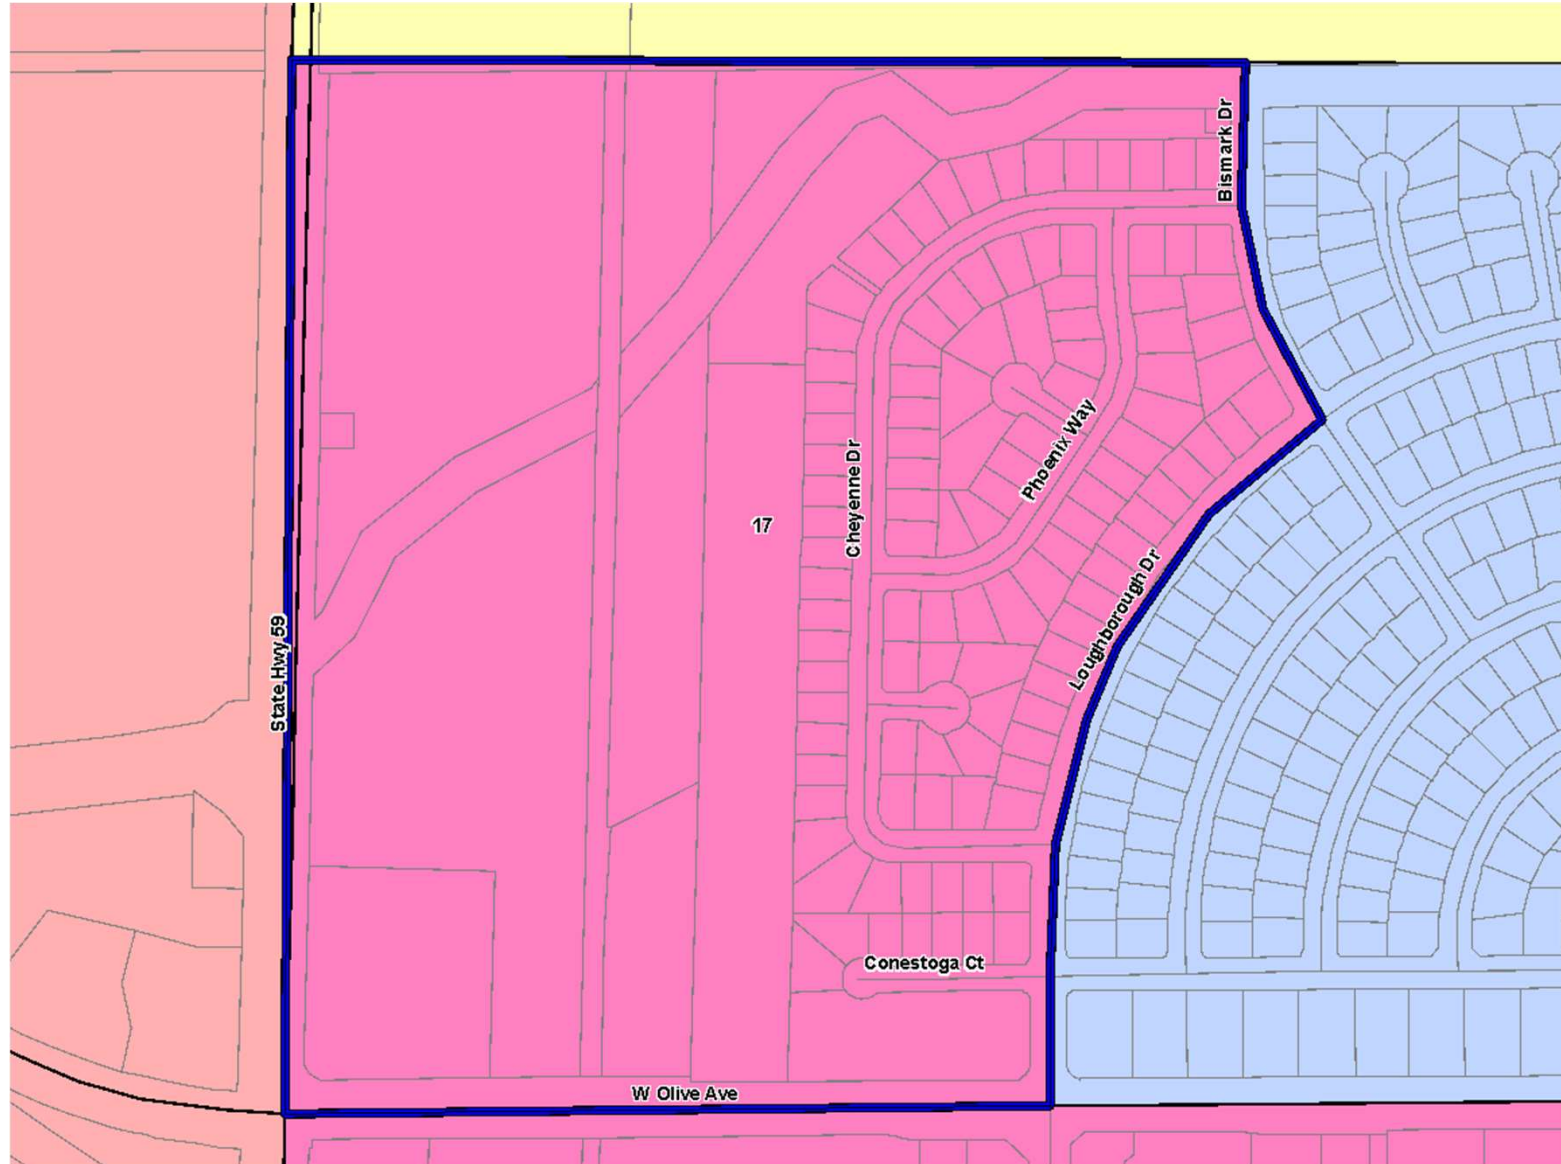 Bismark Dr
Phoenix Way
Cheyenne Dr
17
Loughborough Dr
State Hwy 59
Conestoga Ct
W Olive Ave